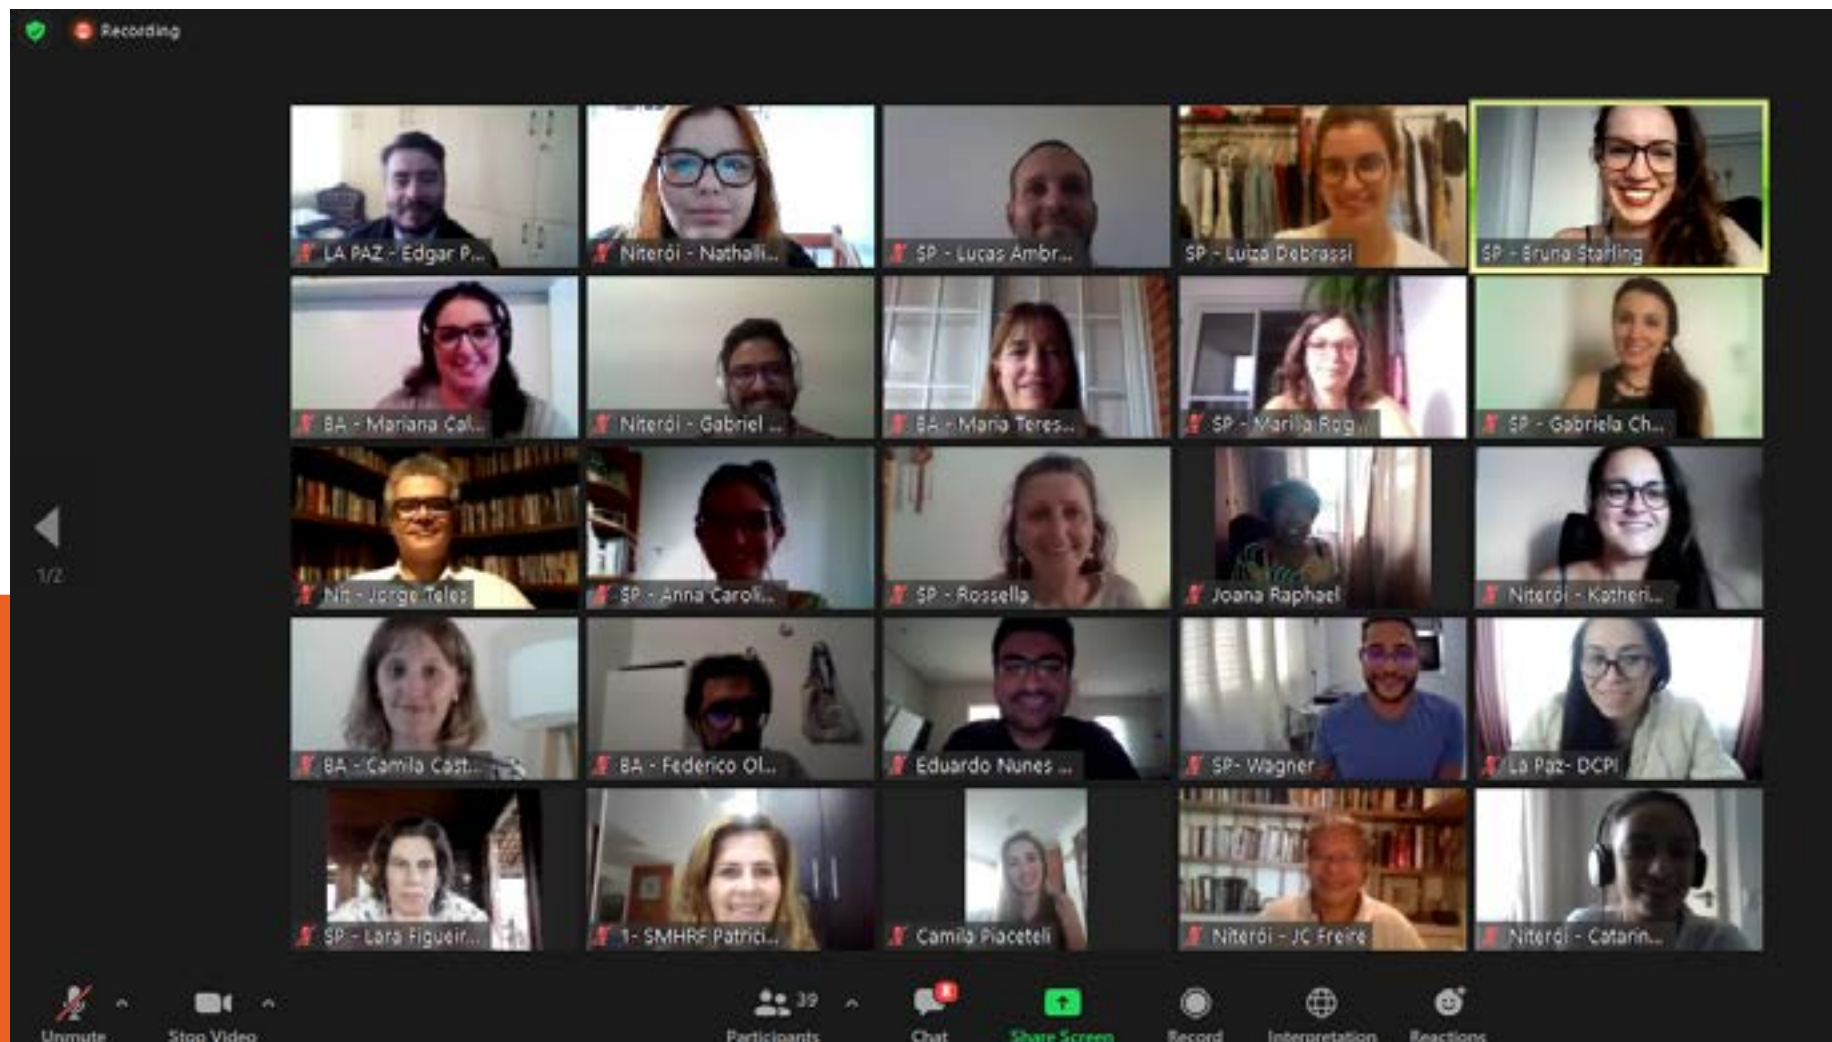 Recording
LA PAZ - Edgar P...
Niterói - Nathalli...
SP - Lucas Ambr...
SP - Luiza Debrassi
SP - Bruna Starling
BA - Mariana Cal...
Niterói - Gabriel ...
BA - Maria Teres...
SP - Marilia Rog...
SP - Gabriela Ch...
Nit - Jorge Teles
SP - Anna Caroli...
SP - Rossella
Joana Raphael
Niterói - Katheri...
1/2
BA - Camila Cast...
BA - Federico Ol...
Eduardo Nunes ...
SP- Wagner
La Paz- DCPI
SP - Lara Figueir...
1- SMHRF Patrici...
Camila Piaceteli
Niterói - JC Freire
Niterói - Catarin...
39
8
Unmute
Stop Video
Participants
Chat
Share Screen
Record
Interpretation
Reactions